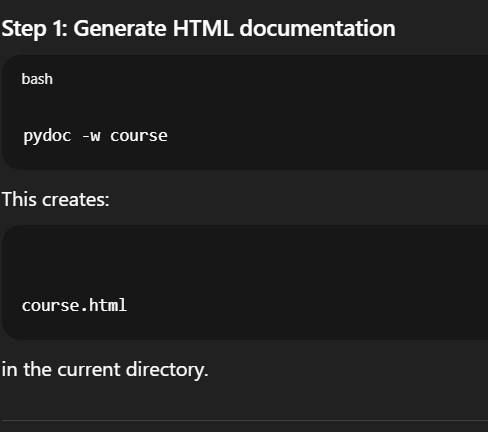 Step 1: Generate HTML documentation
bash
pydoc -w course
This creates:
course.html
in the current directory.